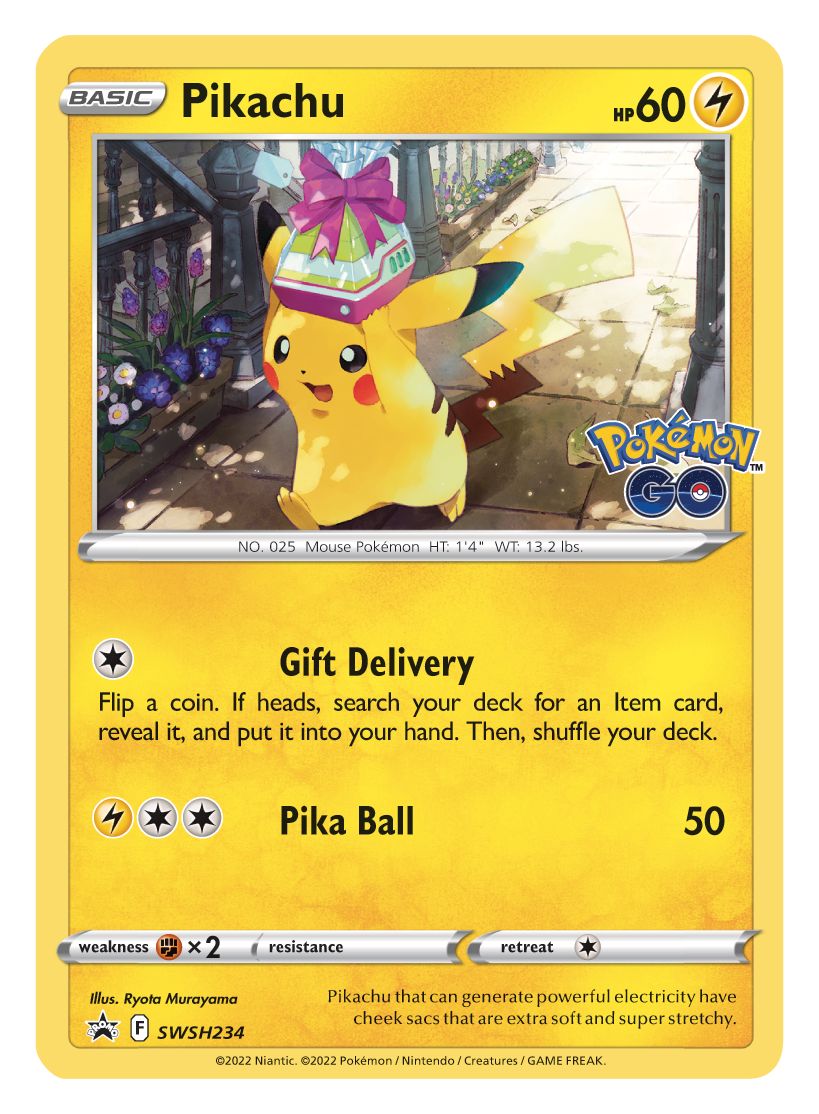 BASIC Pikachu HP60
POKéMON™
GO
NO. 025 Mouse Pokémon HT: 1'4" WT: 13.2 lbs.
Gift Delivery
Flip a coin. If heads, search your deck for an Item card,
reveal it, and put it into your hand. Then, shuffle your deck.
Pika Ball 50
weakness ×2 resistance retreat
Illus. Ryota Murayama
Pikachu that can generate powerful electricity have
cheek sacs that are extra soft and super stretchy.
PROMO F SWSH234
©2022 Niantic. ©2022 Pokémon / Nintendo / Creatures / GAME FREAK.